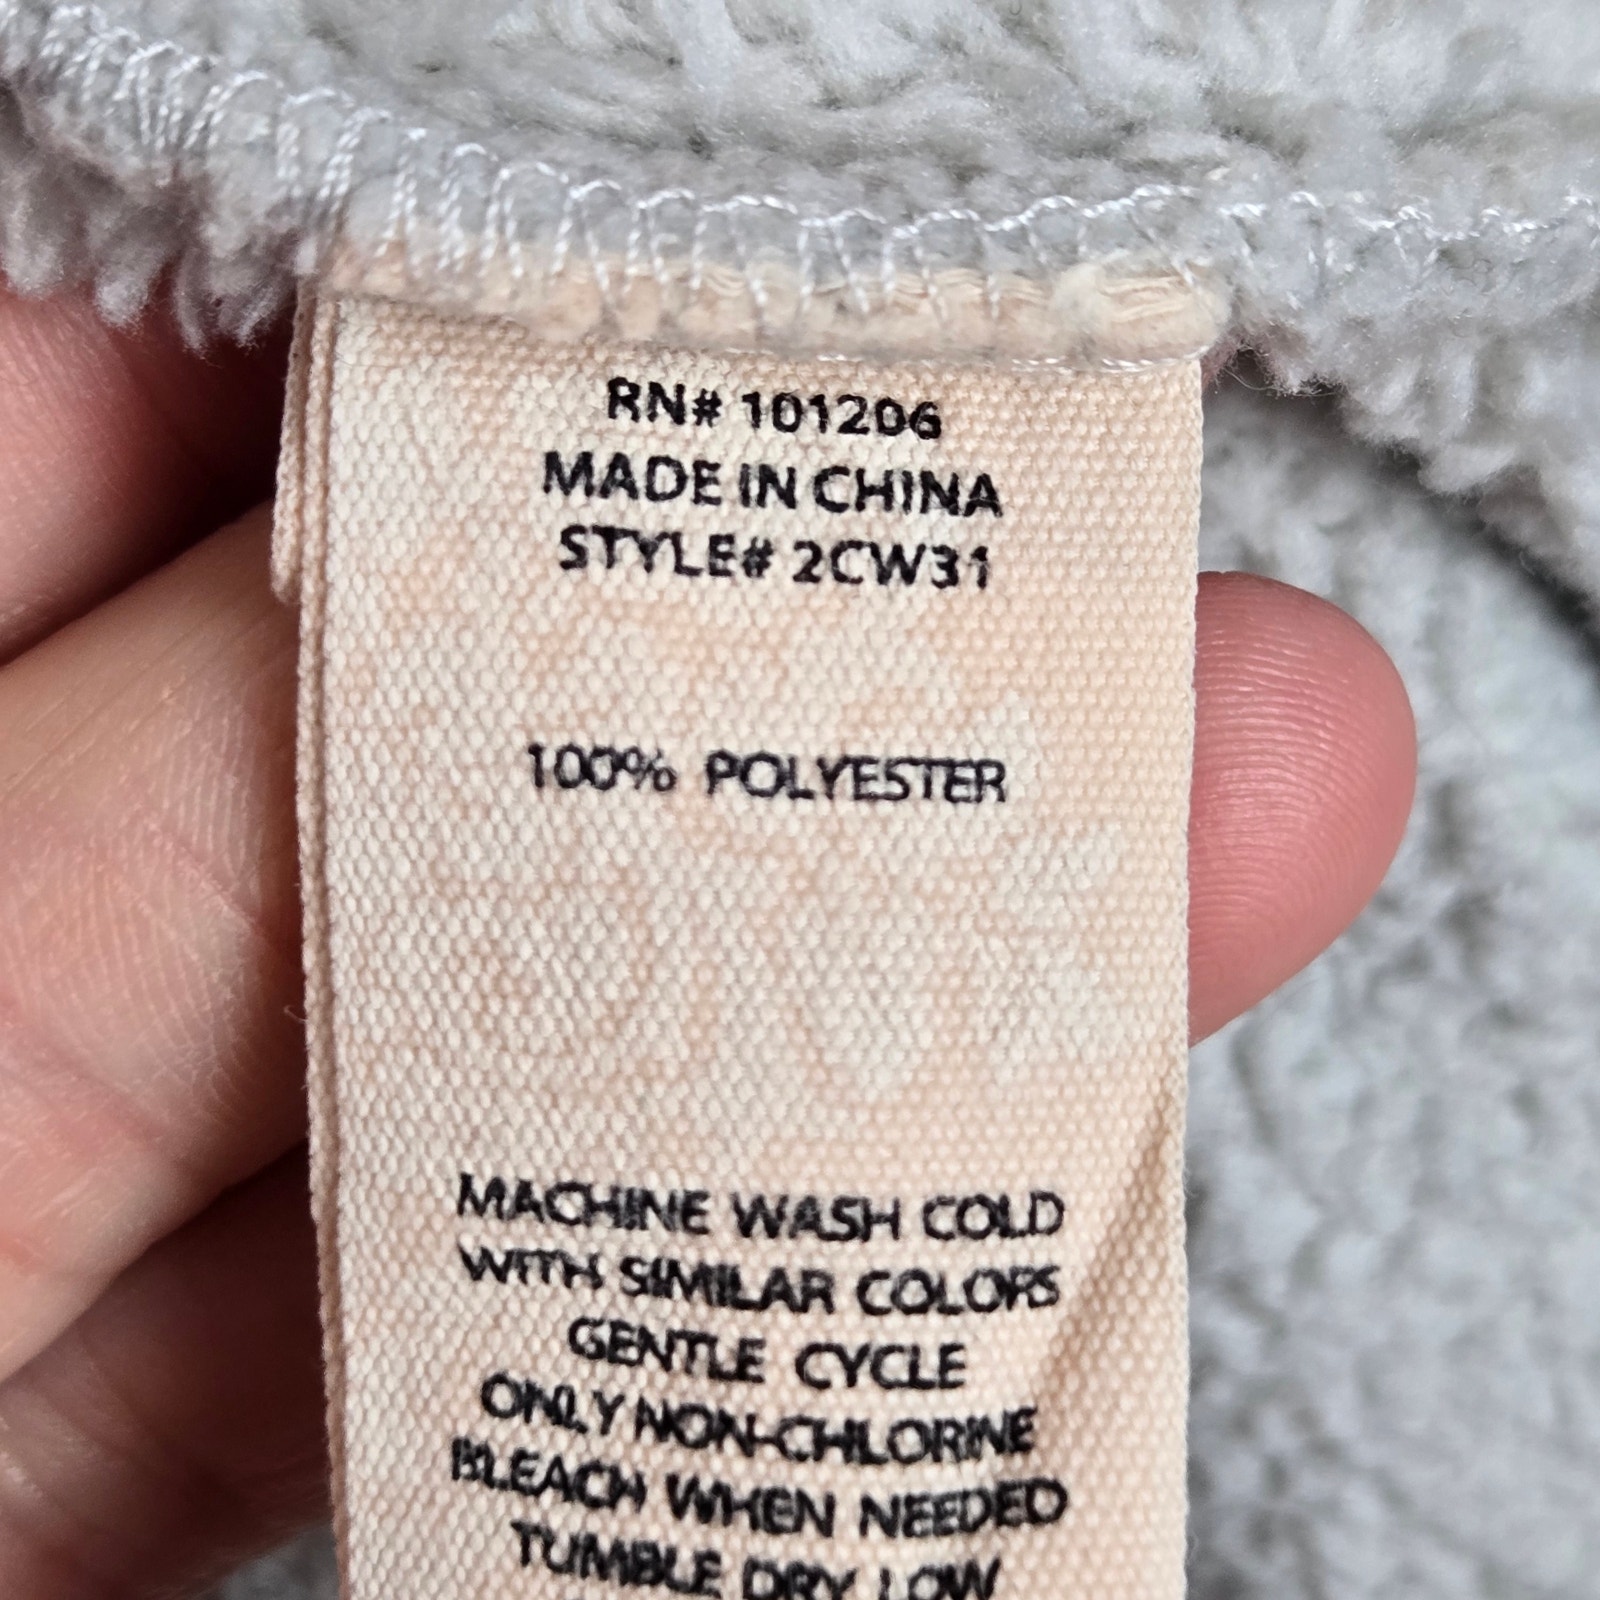 RN# 101206
MADE IN CHINA
STYLE# 2CW31
100% POLYESTER
MACHINE WASH COLD
WITH SIMILAR COLORS
GENTLE CYCLE
ONLY NON-CHLORINE
BLEACH WHEN NEEDED
TUMBLE DRY LOW